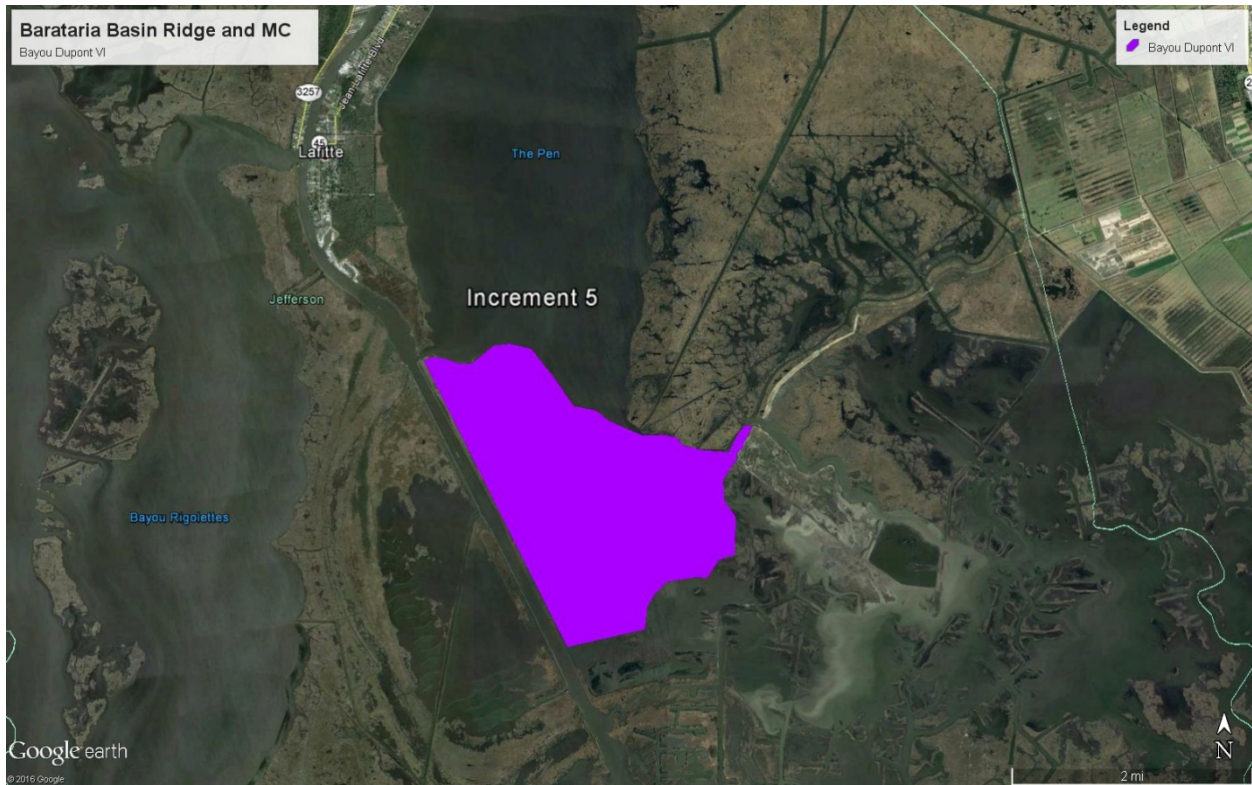 Barataria Basin Ridge and MC
Bayou Dupont VI
Legend
Bayou Dupont VI
3257
Jean Lafitte Blvd
45
Lafitte
The Pen
2
Increment 5
Jefferson
Bayou Rigolettes
Google earth
© 2016 Google
N
2 mi